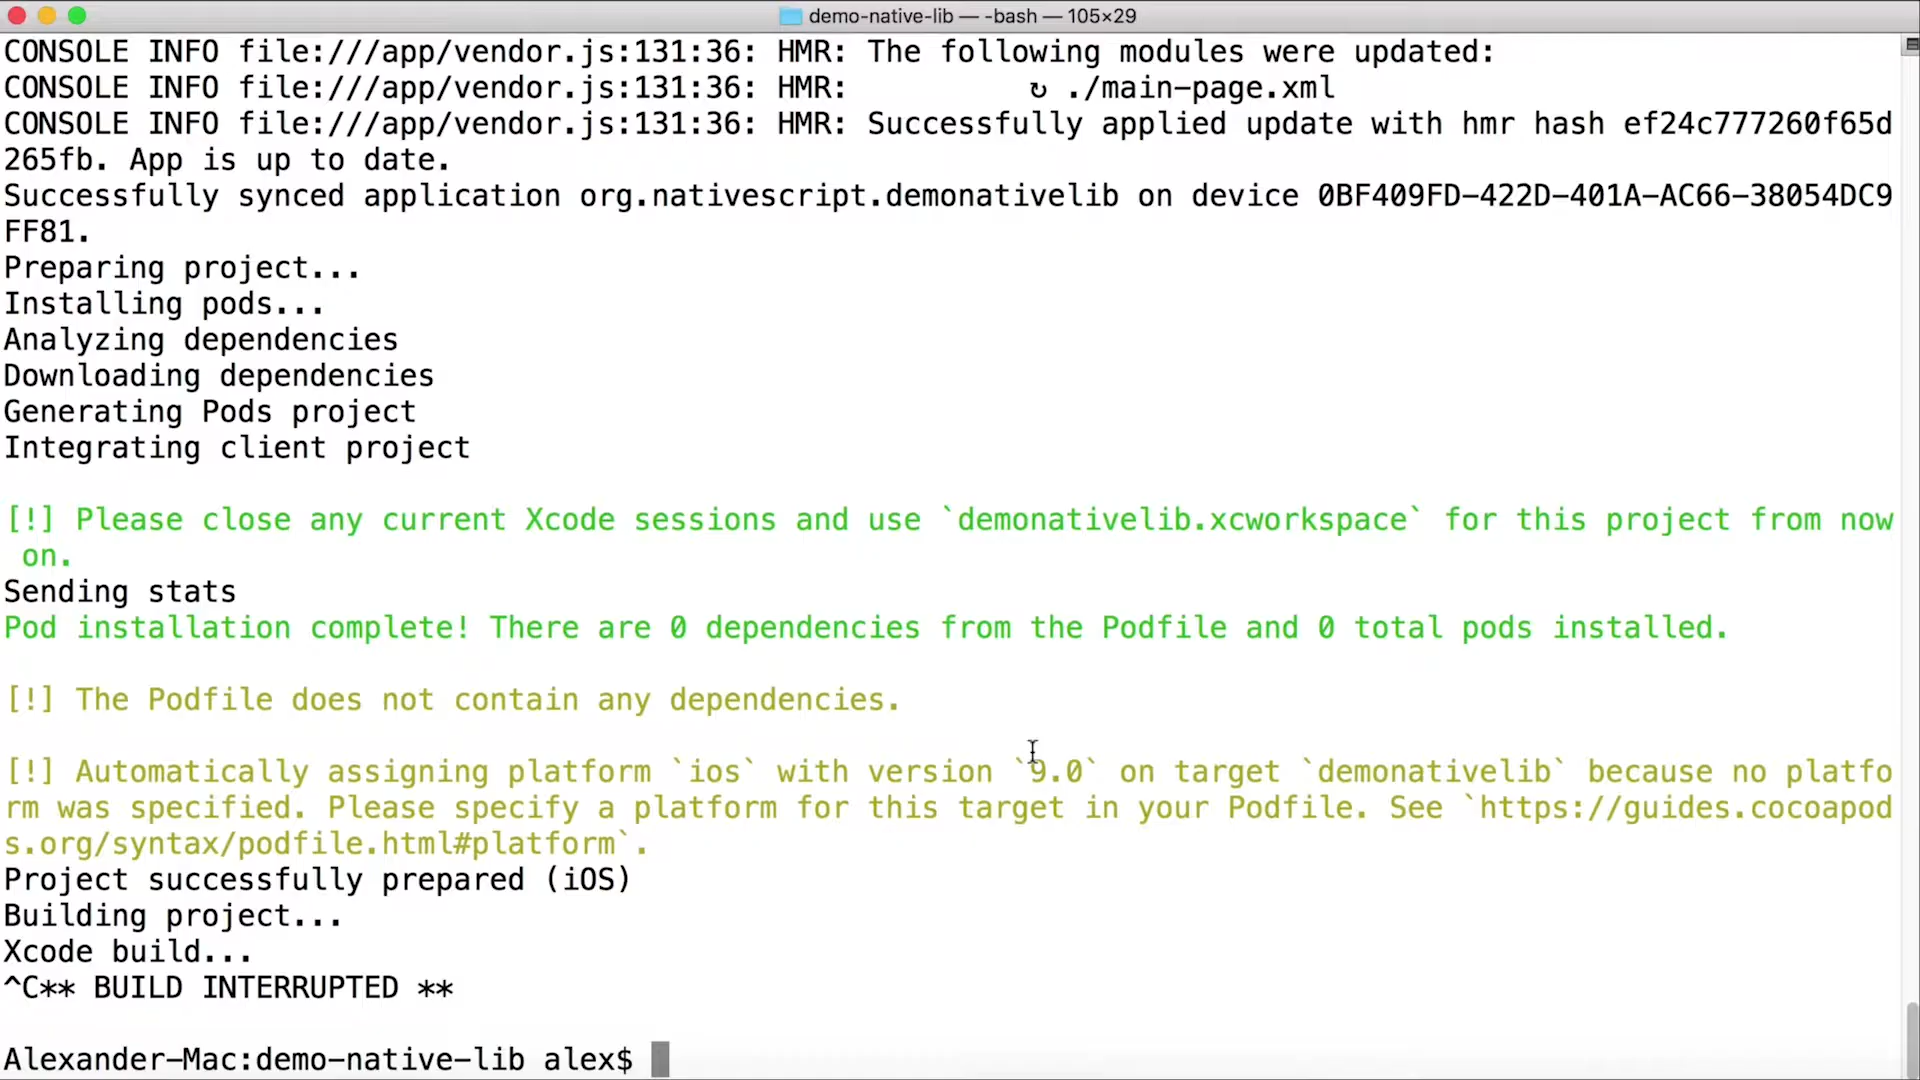 demo-native-lib — -bash — 105×29
CONSOLE INFO file:///app/vendor.js:131:36: HMR: The following modules were updated:
CONSOLE INFO file:///app/vendor.js:131:36: HMR:          ↻ ./main-page.xml
CONSOLE INFO file:///app/vendor.js:131:36: HMR: Successfully applied update with hmr hash ef24c777260f65d
265fb. App is up to date.
Successfully synced application org.nativescript.demonativelib on device 0BF409FD-422D-401A-AC66-38054DC9
FF81.
Preparing project...
Installing pods...
Analyzing dependencies
Downloading dependencies
Generating Pods project
Integrating client project
[!] Please close any current Xcode sessions and use `demonativelib.xcworkspace` for this project from now
on.
Sending stats
Pod installation complete! There are 0 dependencies from the Podfile and 0 total pods installed.
[!] The Podfile does not contain any dependencies.
[!] Automatically assigning platform `ios` with version `9.0` on target `demonativelib` because no platfo
rm was specified. Please specify a platform for this target in your Podfile. See `https://guides.cocoapod
s.org/syntax/podfile.html#platform`.
Project successfully prepared (iOS)
Building project...
Xcode build...
^C** BUILD INTERRUPTED **
Alexander-Mac:demo-native-lib alex$